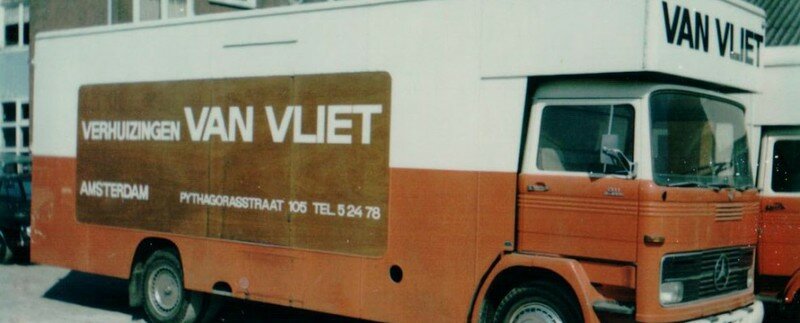 VAN VLIET
VERHUIZINGEN VAN VLIET
AMSTERDAM PYTHAGORASSTRAAT 105 TEL. 5 24 78